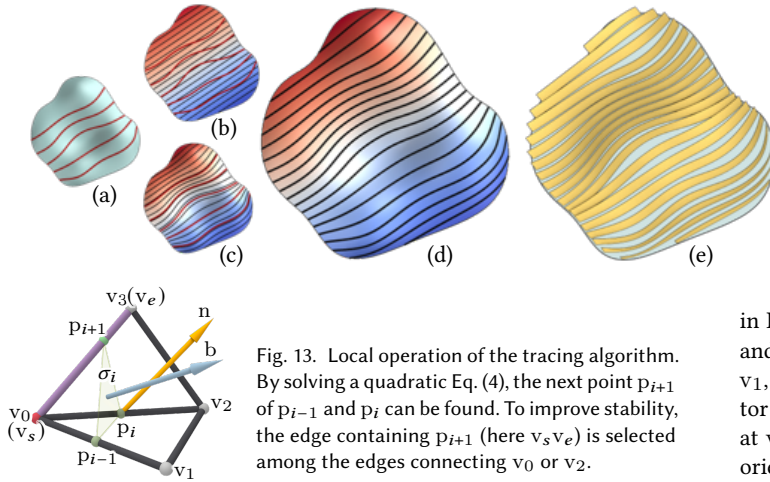 (a)
(b)
(c)
(d)
(e)
v₃(vₑ)
n
pᵢ₊₁
b
σᵢ
v₀
(vₛ)
pᵢ
v₂
pᵢ₋₁
v₁
Fig. 13. Local operation of the tracing algorithm.
By solving a quadratic Eq. (4), the next point pᵢ₊₁
of pᵢ₋₁ and pᵢ can be found. To improve stability,
the edge containing pᵢ₊₁ (here vₛvₑ) is selected
among the edges connecting v₀ or v₂.
in
and
v₁,
tor
at
orie